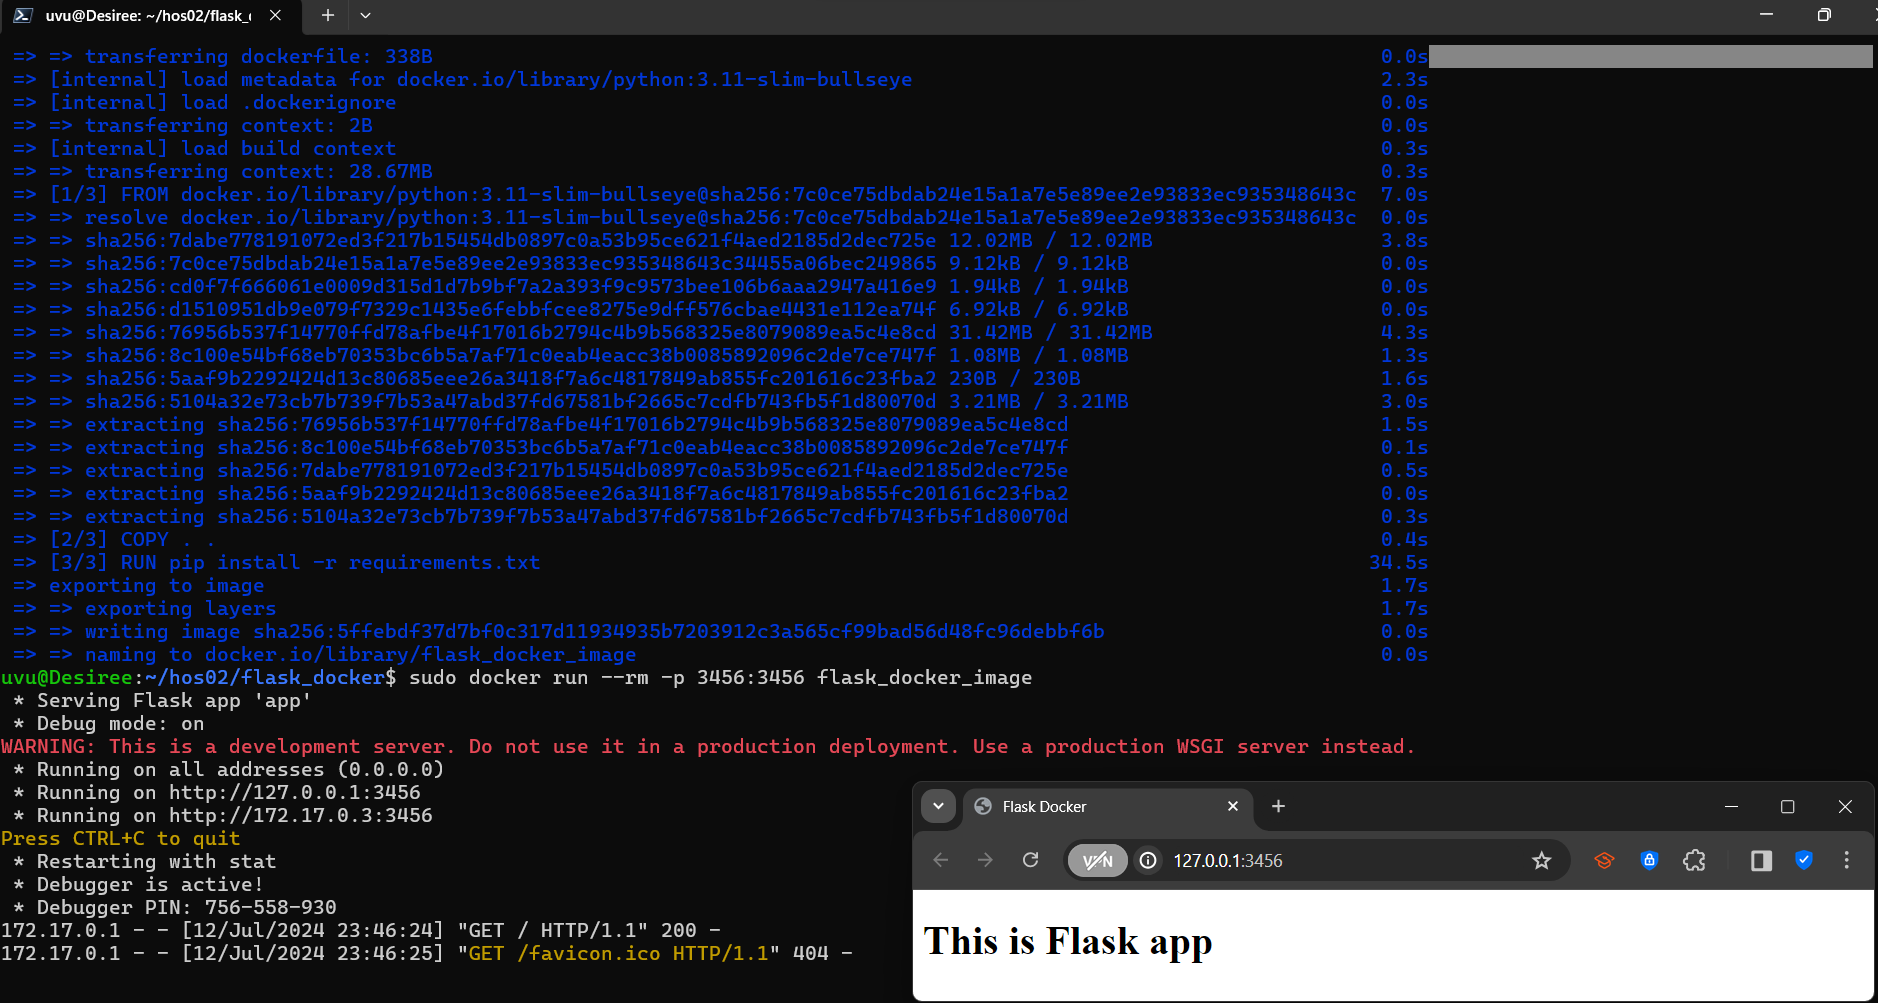 uvu@Desiree: ~/hos02/flask_
=> => transferring dockerfile: 338B 0.0s
=> [internal] load metadata for docker.io/library/python:3.11-slim-bullseye 2.3s
=> [internal] load .dockerignore 0.0s
=> => transferring context: 2B 0.0s
=> [internal] load build context 0.3s
=> => transferring context: 28.67MB 0.3s
=> [1/3] FROM docker.io/library/python:3.11-slim-bullseye@sha256:7c0ce75dbdab24e15a1a7e5e89ee2e93833ec935348643c 7.0s
=> => resolve docker.io/library/python:3.11-slim-bullseye@sha256:7c0ce75dbdab24e15a1a7e5e89ee2e93833ec935348643c 0.0s
=> => sha256:7dabe778191072ed3f217b15454db0897c0a53b95ce621f4aed2185d2dec725e 12.02MB / 12.02MB 3.8s
=> => sha256:7c0ce75dbdab24e15a1a7e5e89ee2e93833ec935348643c34455a06bec249865 9.12kB / 9.12kB 0.0s
=> => sha256:cd0f7f666061e0009d315d1d7b9bf7a2a393f9c9573bee106b6aaa2947a416e9 1.94kB / 1.94kB 0.0s
=> => sha256:d1510951db9e079f7329c1435e6febbfcee8275e9dff576cbae4431e112ea74f 6.92kB / 6.92kB 0.0s
=> => sha256:76956b537f14770ffd78afbe4f17016b2794c4b9b568325e8079089ea5c4e8cd 31.42MB / 31.42MB 4.3s
=> => sha256:8c100e54bf68eb70353bc6b5a7af71c0eab4eacc38b0085892096c2de7ce747f 1.08MB / 1.08MB 1.3s
=> => sha256:5aaf9b2292424d13c80685eee26a3418f7a6c4817849ab855fc201616c23fba2 230B / 230B 1.6s
=> => sha256:5104a32e73cb7b739f7b53a47abd37fd67581bf2665c7cdfb743fb5f1d80070d 3.21MB / 3.21MB 3.0s
=> => extracting sha256:76956b537f14770ffd78afbe4f17016b2794c4b9b568325e8079089ea5c4e8cd 1.5s
=> => extracting sha256:8c100e54bf68eb70353bc6b5a7af71c0eab4eacc38b0085892096c2de7ce747f 0.1s
=> => extracting sha256:7dabe778191072ed3f217b15454db0897c0a53b95ce621f4aed2185d2dec725e 0.5s
=> => extracting sha256:5aaf9b2292424d13c80685eee26a3418f7a6c4817849ab855fc201616c23fba2 0.0s
=> => extracting sha256:5104a32e73cb7b739f7b53a47abd37fd67581bf2665c7cdfb743fb5f1d80070d 0.3s
=> [2/3] COPY . . 0.4s
=> [3/3] RUN pip install -r requirements.txt 34.5s
=> exporting to image 1.7s
=> => exporting layers 1.7s
=> => writing image sha256:5ffebdf37d7bf0c317d11934935b7203912c3a565cf99bad56d48fc96debbf6b 0.0s
=> => naming to docker.io/library/flask_docker_image 0.0s
uvu@Desiree:~/hos02/flask_docker$ sudo docker run --rm -p 3456:3456 flask_docker_image
* Serving Flask app 'app'
* Debug mode: on
WARNING: This is a development server. Do not use it in a production deployment. Use a production WSGI server instead.
* Running on all addresses (0.0.0.0)
* Running on http://127.0.0.1:3456
* Running on http://172.17.0.3:3456
Press CTRL+C to quit
* Restarting with stat
* Debugger is active!
* Debugger PIN: 756-558-930
172.17.0.1 - - [12/Jul/2024 23:46:24] "GET / HTTP/1.1" 200 -
172.17.0.1 - - [12/Jul/2024 23:46:25] "GET /favicon.ico HTTP/1.1" 404 -
Flask Docker
VPN
127.0.0.1:3456
This is Flask app